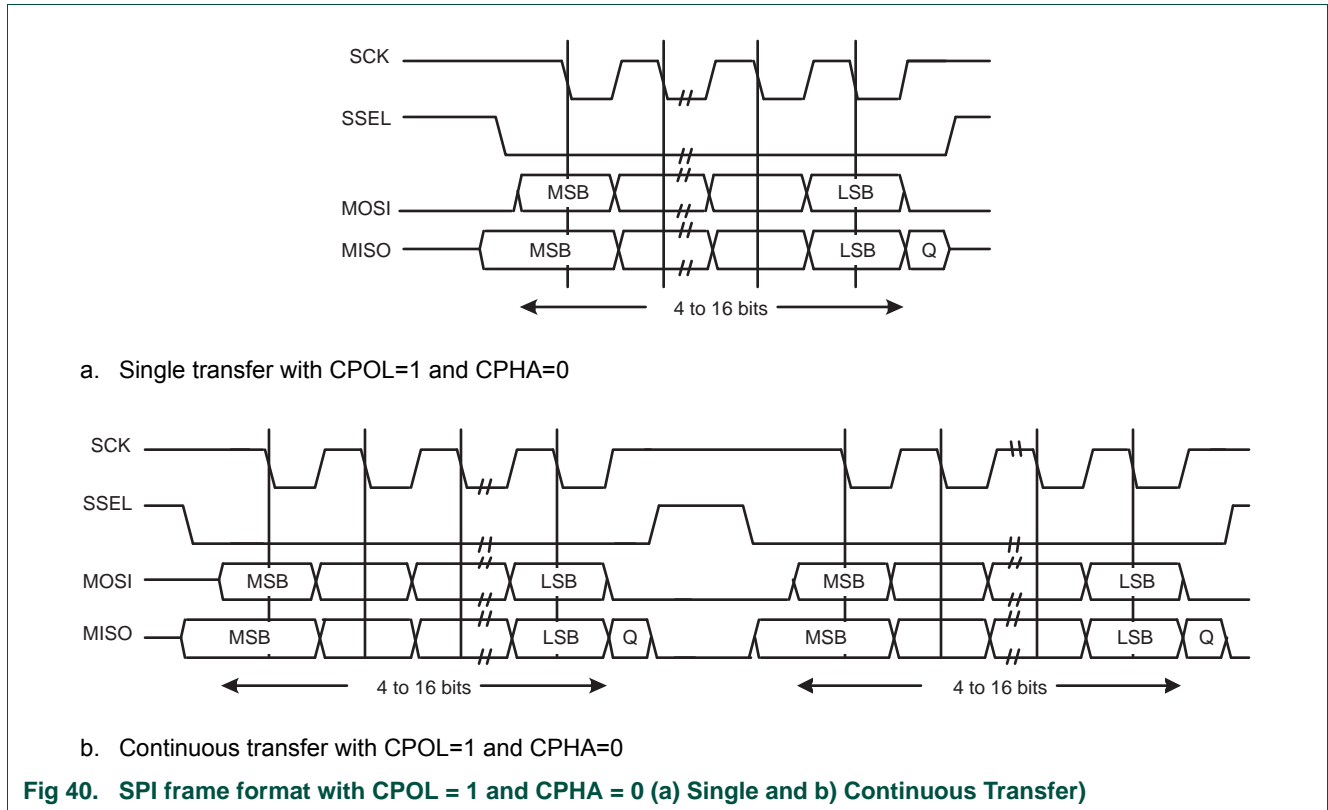 SCK
SSEL
MOSI MSB LSB
MISO MSB LSB Q
4 to 16 bits
a. Single transfer with CPOL=1 and CPHA=0
SCK
SSEL
MOSI MSB LSB MSB LSB
MISO MSB LSB Q MSB LSB Q
4 to 16 bits 4 to 16 bits
b. Continuous transfer with CPOL=1 and CPHA=0
Fig 40. SPI frame format with CPOL = 1 and CPHA = 0 (a) Single and b) Continuous Transfer)